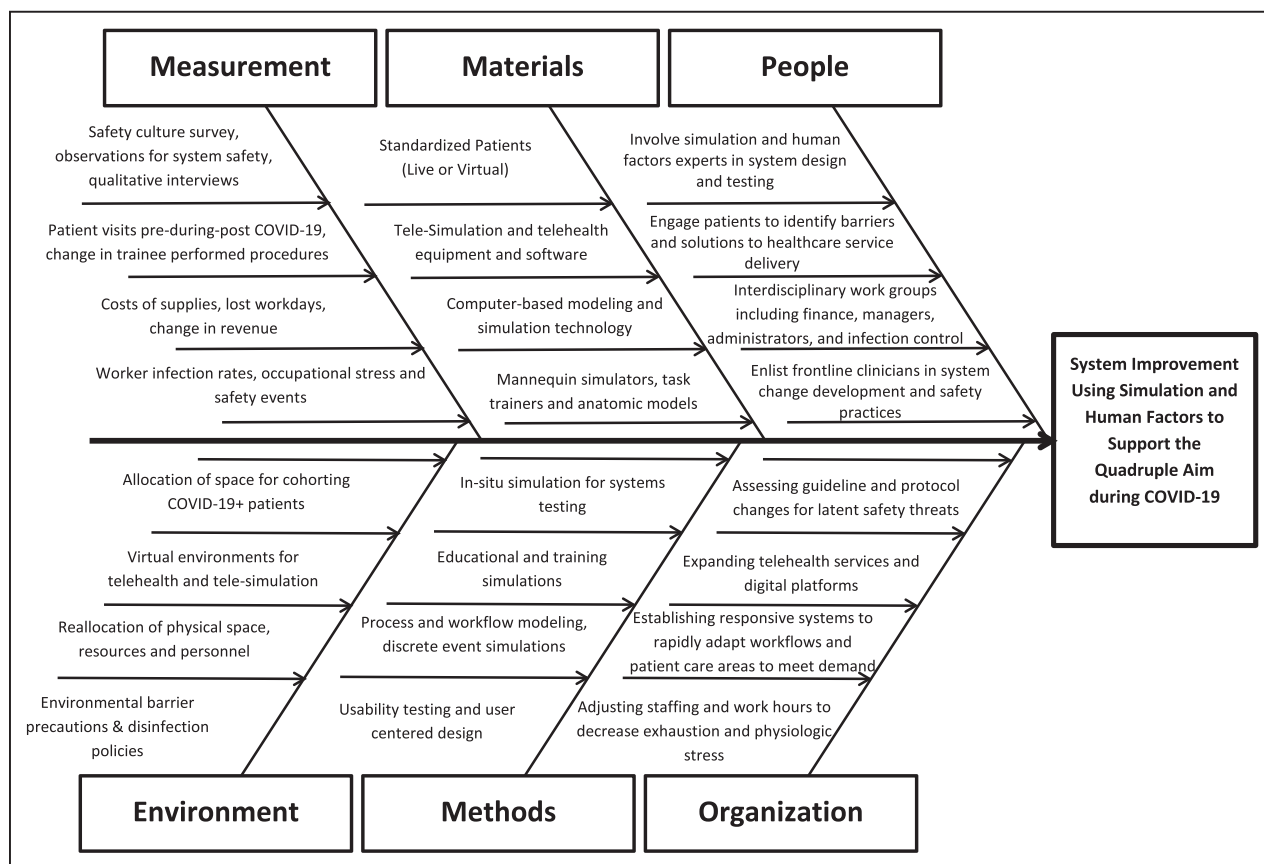 Measurement
Materials
People
Safety culture survey,
observations for system safety,
qualitative interviews
Patient visits pre-during-post COVID-19,
change in trainee performed procedures
Costs of supplies, lost workdays,
change in revenue
Worker infection rates, occupational stress and
safety events
Standardized Patients
(Live or Virtual)
Tele-Simulation and telehealth
equipment and software
Computer-based modeling and
simulation technology
Mannequin simulators, task
trainers and anatomic models
Involve simulation and human
factors experts in system design
and testing
Engage patients to identify barriers
and solutions to healthcare service
delivery
Interdisciplinary work groups
including finance, managers,
administrators, and infection control
Enlist frontline clinicians in system
change development and safety
practices
System Improvement
Using Simulation and
Human Factors to
Support the
Quadruple Aim
during COVID-19
Allocation of space for cohorting
COVID-19+ patients
Virtual environments for
telehealth and tele-simulation
Reallocation of physical space,
resources and personnel
Environmental barrier
precautions & disinfection
policies
In-situ simulation for systems
testing
Educational and training
simulations
Process and workflow modeling,
discrete event simulations
Usability testing and user
centered design
Assessing guideline and protocol
changes for latent safety threats
Expanding telehealth services and
digital platforms
Establishing responsive systems to
rapidly adapt workflows and
patient care areas to meet demand
Adjusting staffing and work hours to
decrease exhaustion and physiologic
stress
Environment
Methods
Organization